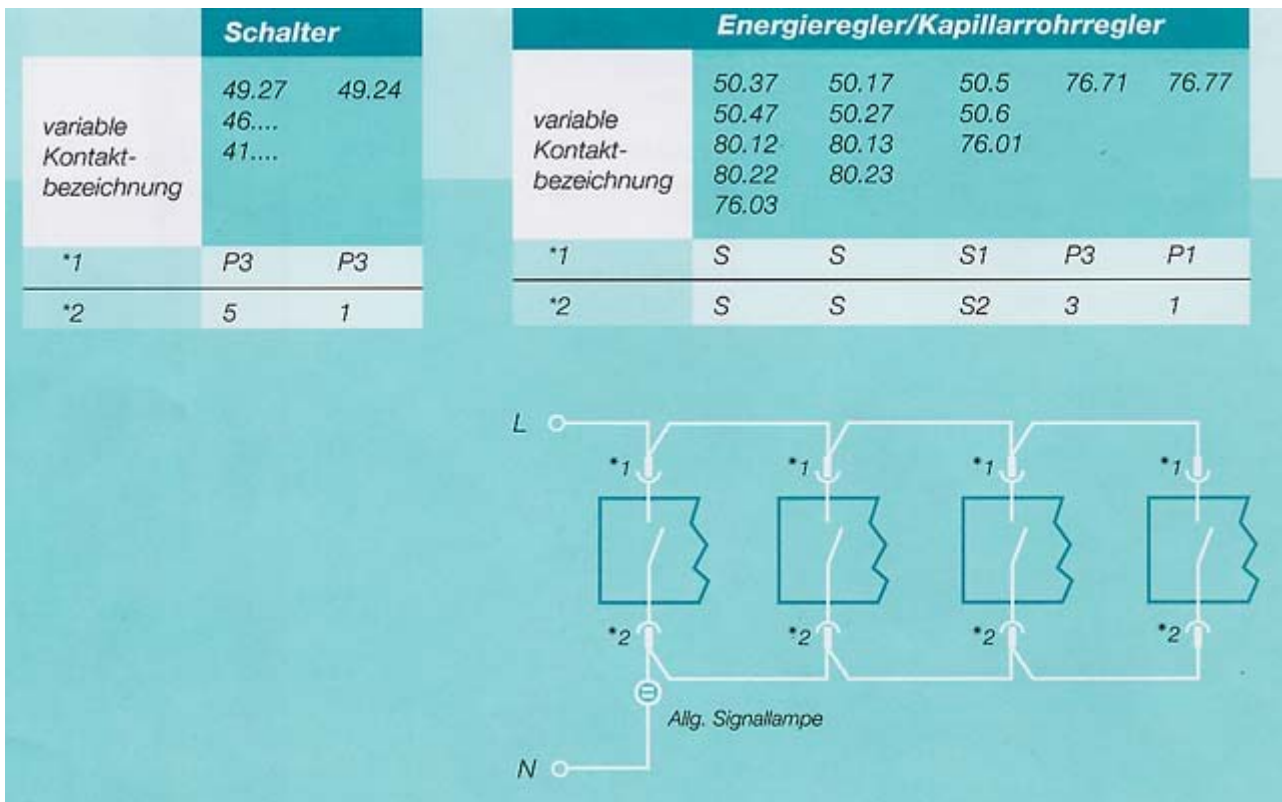 Schalter
variable Kontakt- bezeichnung
49.27 49.24
46....
41....
*1 P3 P3
*2 5 1
Energieregler/Kapillarrohrregler
variable Kontakt- bezeichnung
50.37 50.17 50.5 76.71 76.77
50.47 50.27 50.6
80.12 80.13 76.01
80.22 80.23
76.03
*1 S S S1 P3 P1
*2 S S S2 3 1
L
*1 *1 *1 *1
*2 *2 *2 *2
Allg. Signallampe
N